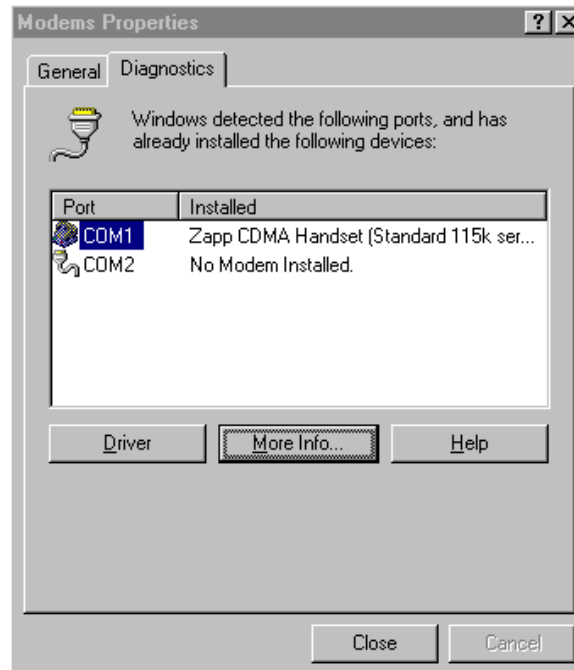 Modems Properties
General Diagnostics
Windows detected the following ports, and has
already installed the following devices:
Port Installed
COM1 Zapp CDMA Handset (Standard 115k ser...
COM2 No Modem Installed.
Driver More Info... Help
Close Cancel